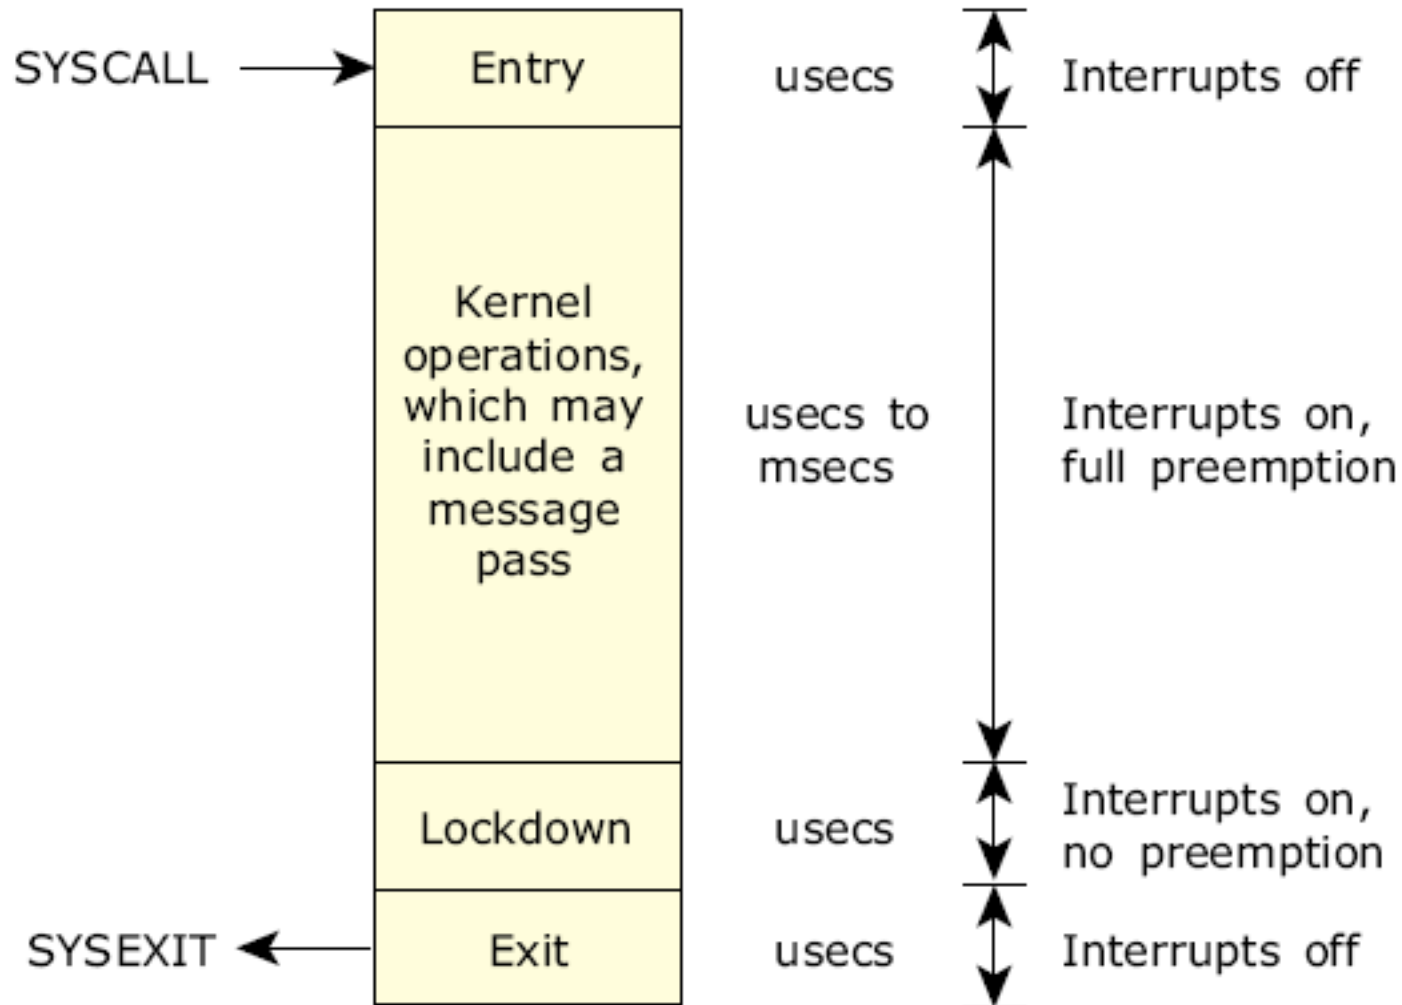 SYSCALL
Entry
usecs
Interrupts off
Kernel
operations,
which may
include a
message
pass
usecs to
msecs
Interrupts on,
full preemption
Lockdown
usecs
Interrupts on,
no preemption
SYSEXIT
Exit
usecs
Interrupts off